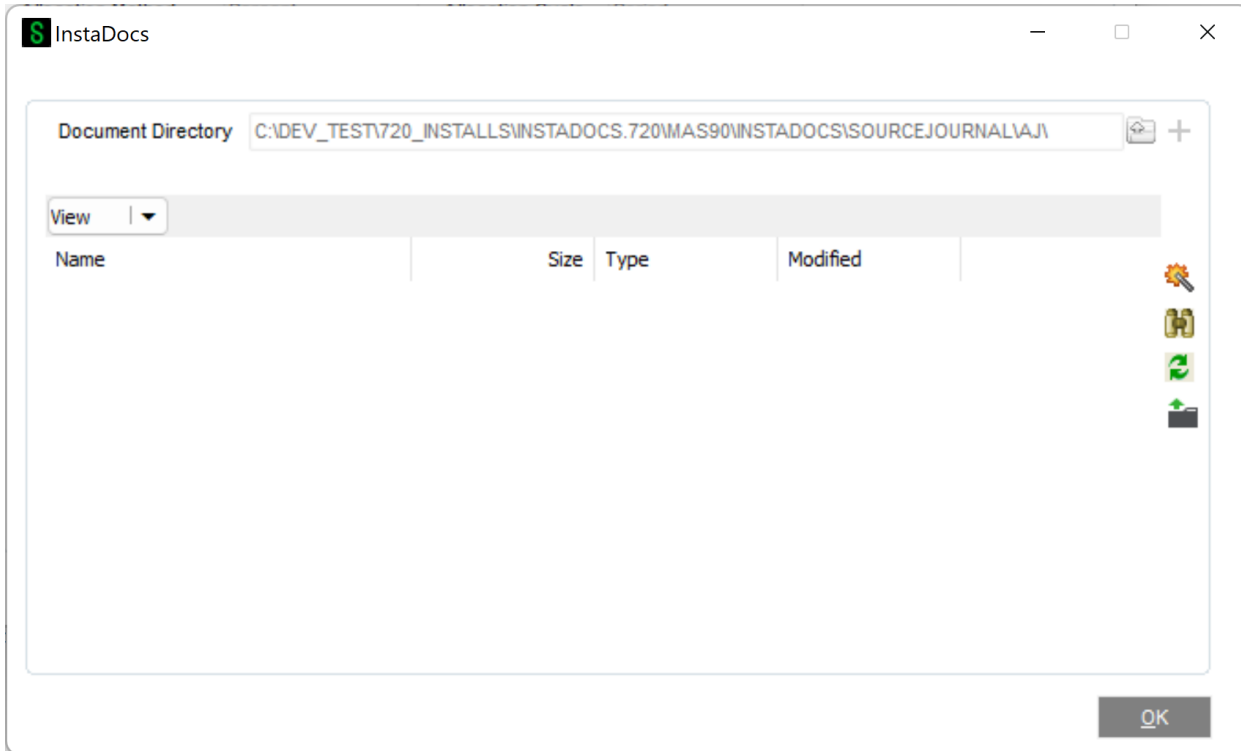 InstaDocs
Document Directory C:\DEV_TEST\720_INSTALLS\INSTADOCS.720\MAS90\INSTADOCS\SOURCEJOURNAL\AJ\
View
Name Size Type Modified
OK